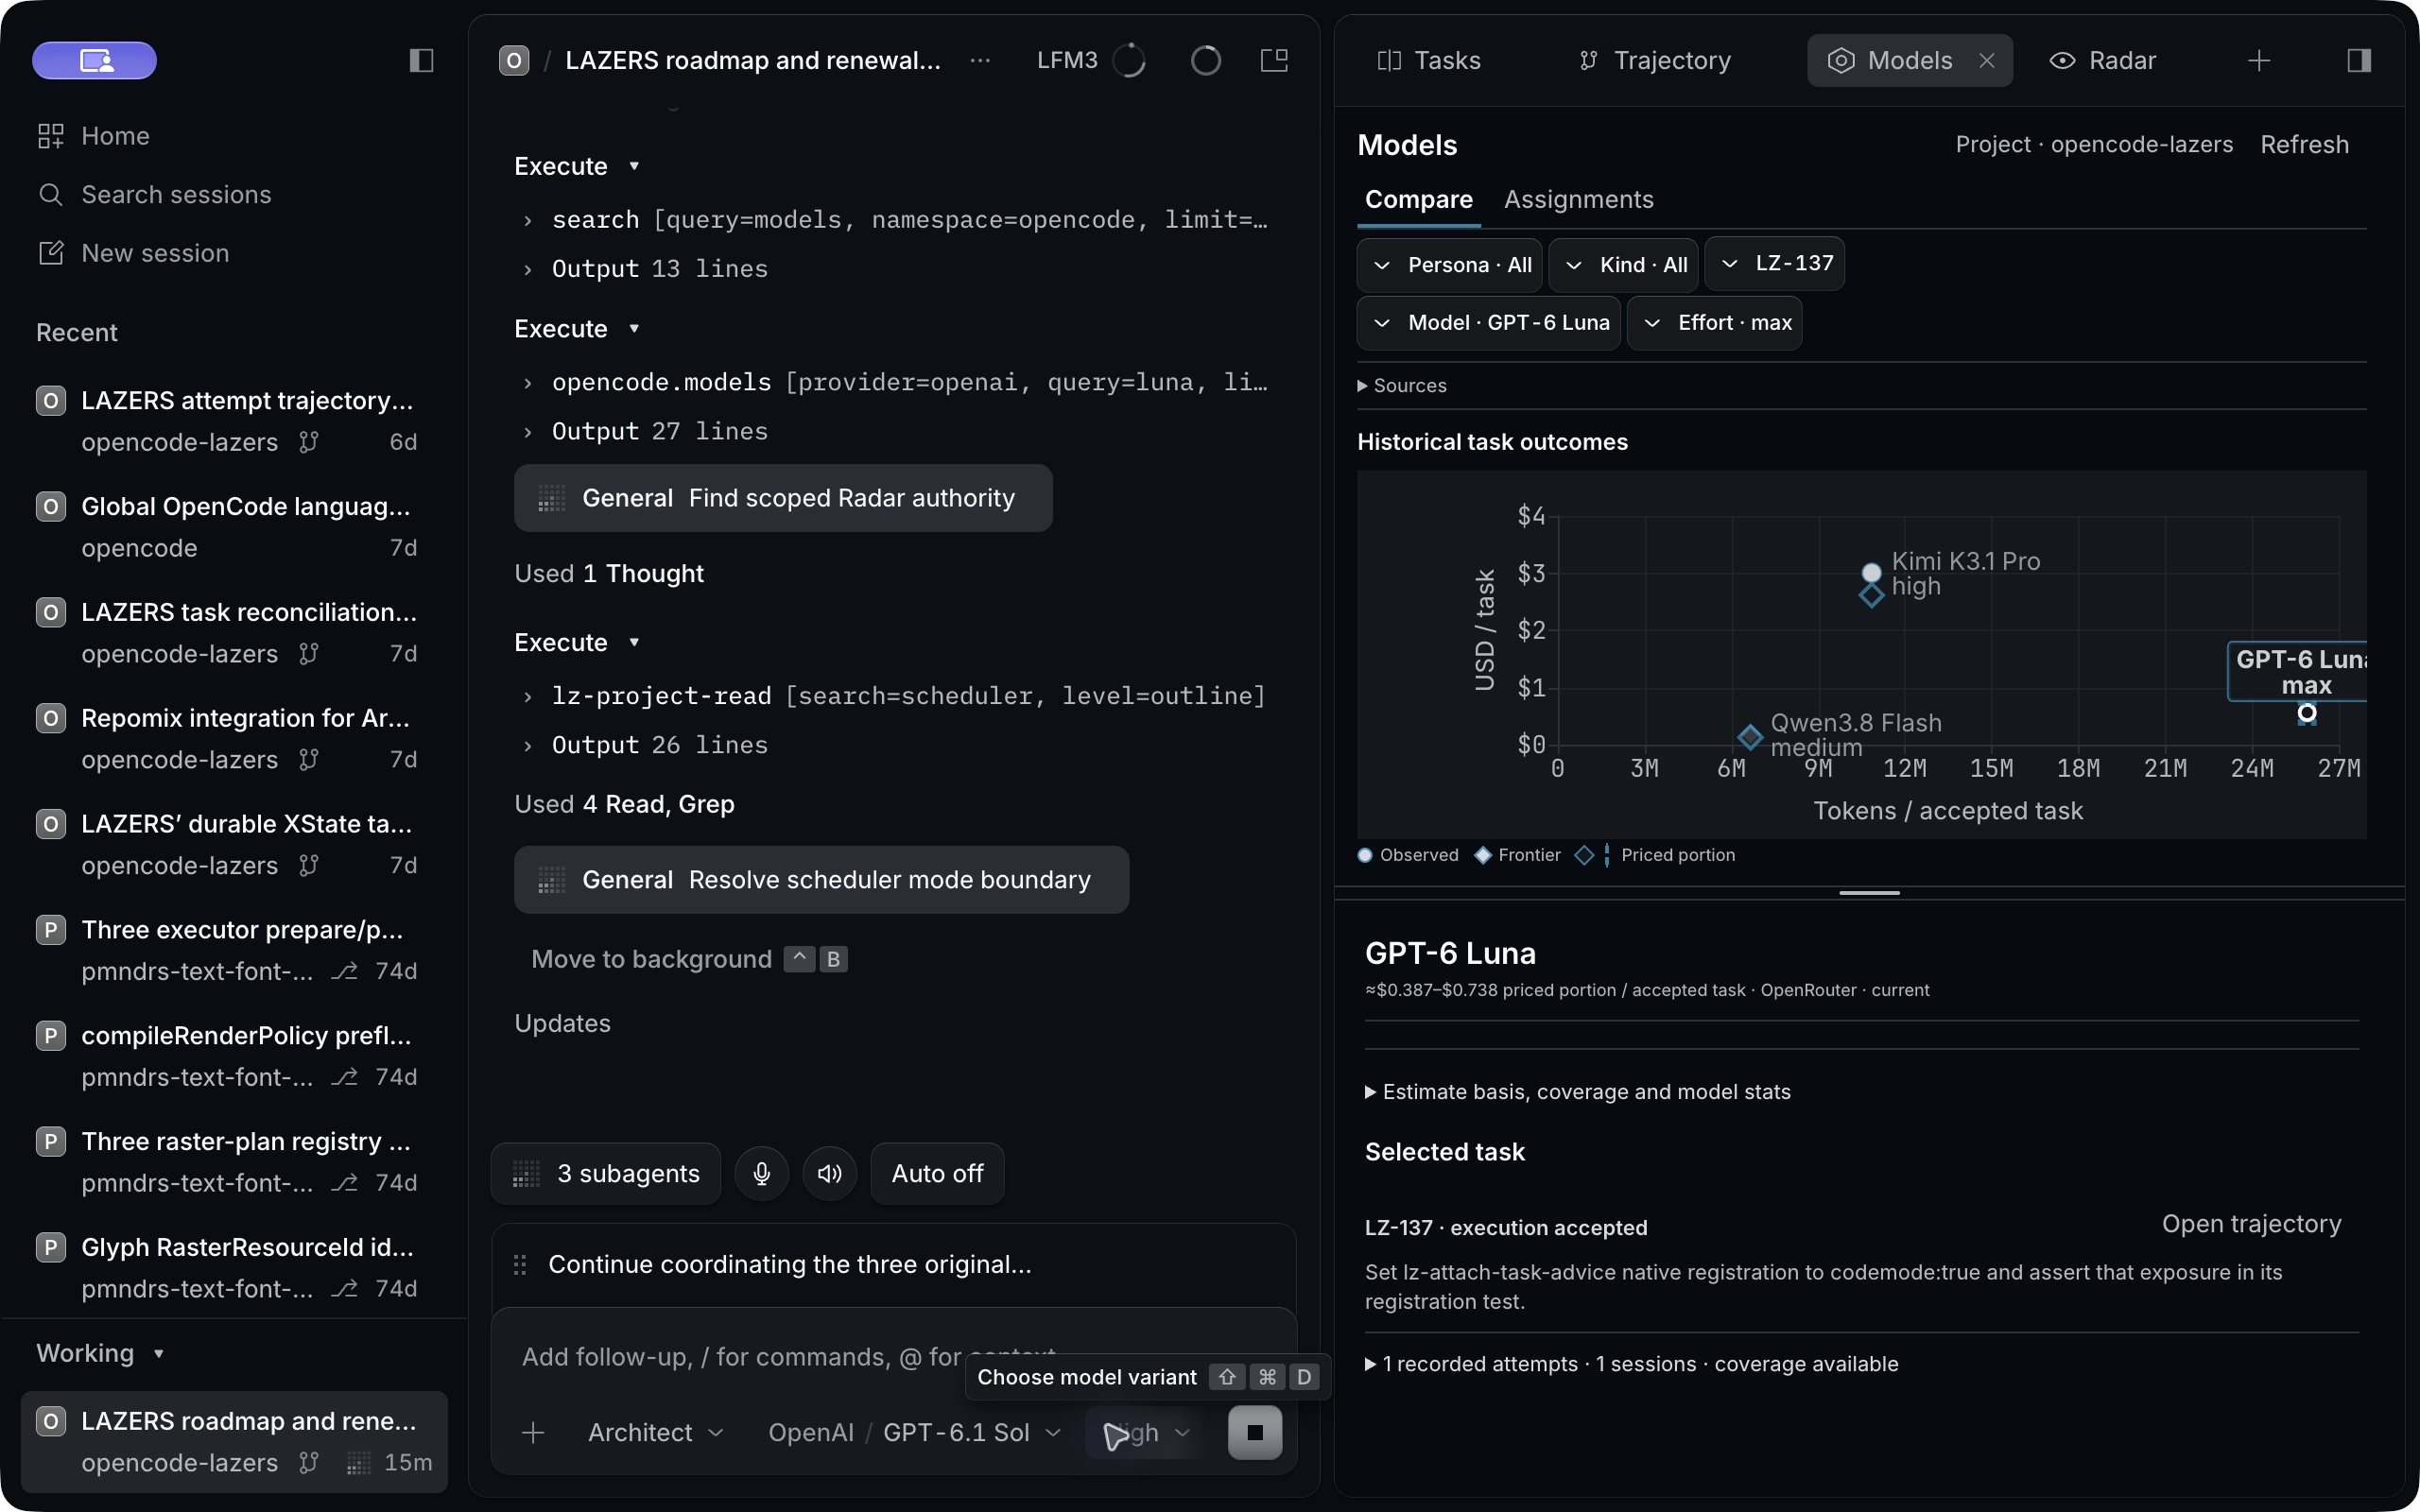 Home
Search sessions
New session
Recent
O LAZERS attempt trajectory...
opencode-lazers 6d
O Global OpenCode languag...
opencode 7d
O LAZERS task reconciliation...
opencode-lazers 7d
O Repomix integration for Ar...
opencode-lazers 7d
O LAZERS’ durable XState ta...
opencode-lazers 7d
P Three executor prepare/p...
pmndrs-text-font-... 74d
P compileRenderPolicy prefl...
pmndrs-text-font-... 74d
P Three raster-plan registry ...
pmndrs-text-font-... 74d
P Glyph RasterResourceId id...
pmndrs-text-font-... 74d
Working
O LAZERS roadmap and rene...
opencode-lazers 15m
O / LAZERS roadmap and renewal... LFM3
Execute
search [query=models, namespace=opencode, limit=…
Output 13 lines
Execute
opencode.models [provider=openai, query=luna, li…
Output 27 lines
General Find scoped Radar authority
Used 1 Thought
Execute
lz-project-read [search=scheduler, level=outline]
Output 26 lines
Used 4 Read, Grep
General Resolve scheduler mode boundary
Move to background ^ B
Updates
3 subagents
Auto off
Continue coordinating the three original...
Add follow-up, / for commands, @ for context
Choose model variant ⇧ ⌘ D
Architect OpenAI / GPT-6.1 Sol
Tasks Trajectory Models Radar
Models Project · opencode-lazers Refresh
Compare Assignments
Persona · All Kind · All LZ-137
Model · GPT-6 Luna Effort · max
Sources
Historical task outcomes
USD / task
$4
$3
$2
$1
$0
Kimi K3.1 Pro
high
GPT-6 Luna
max
Qwen3.8 Flash
medium
0 3M 6M 9M 12M 15M 18M 21M 24M 27M
Tokens / accepted task
Observed Frontier Priced portion
GPT-6 Luna
≈$0.387–$0.738 priced portion / accepted task · OpenRouter · current
Estimate basis, coverage and model stats
Selected task
LZ-137 · execution accepted Open trajectory
Set lz-attach-task-advice native registration to codemode:true and assert that exposure in its
registration test.
1 recorded attempts · 1 sessions · coverage available